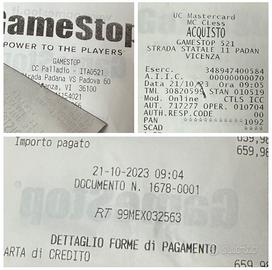 GameStop
POWER TO THE PLAYERS
GAMESTOP
CC Palladio - ITA0521
Strada Padana VS Padova 60
VI 36100
UC Mastercard
MC CLess
ACQUISTO
GAMESTOP 521
STRADA STATALE 11 PADAN
VICENZA
Eserc. 348947400584
A.I.I.C. 00000000070
Data 21/10/23 Ora 09:05
TML 30820599 STAN 010519
Mod. Online CTLS ICC
AUT. 717277 OPER. 010704
AUTH.RESP.CODE 00
PAN ************1092
SCAD ****
Importo pagato
659,98
21-10-2023 09:04
DOCUMENTO N. 1678-0001
RT 99MEX032563
DETTAGLIO FORME di PAGAMENTO
CARTA di CREDITO